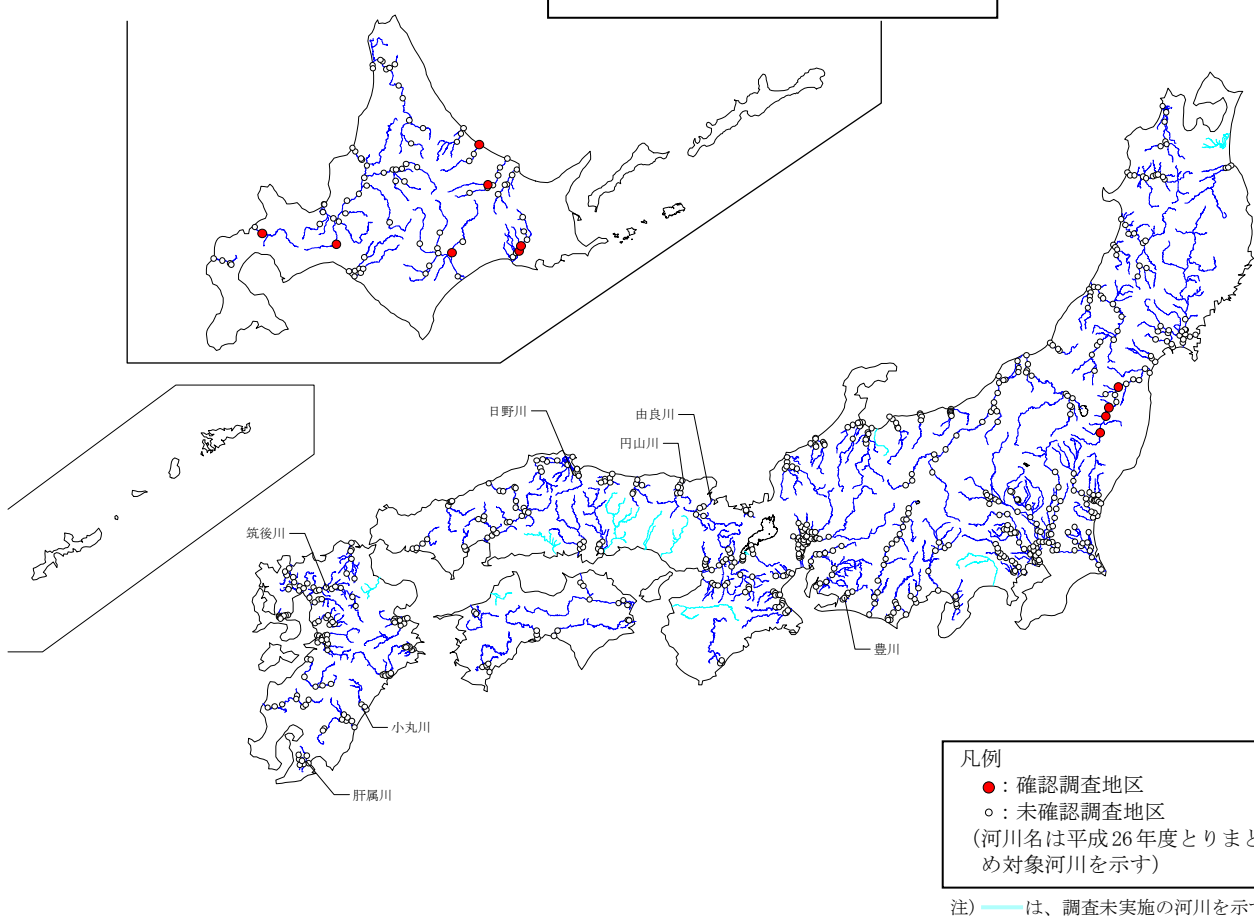 日野川
由良川
円山川
筑後川
豊川
小丸川
肝属川
凡例
：確認調査地区
：未確認調査地区
(河川名は平成26年度とりまと
め対象河川を示す)
注) は、調査未実施の河川を示す